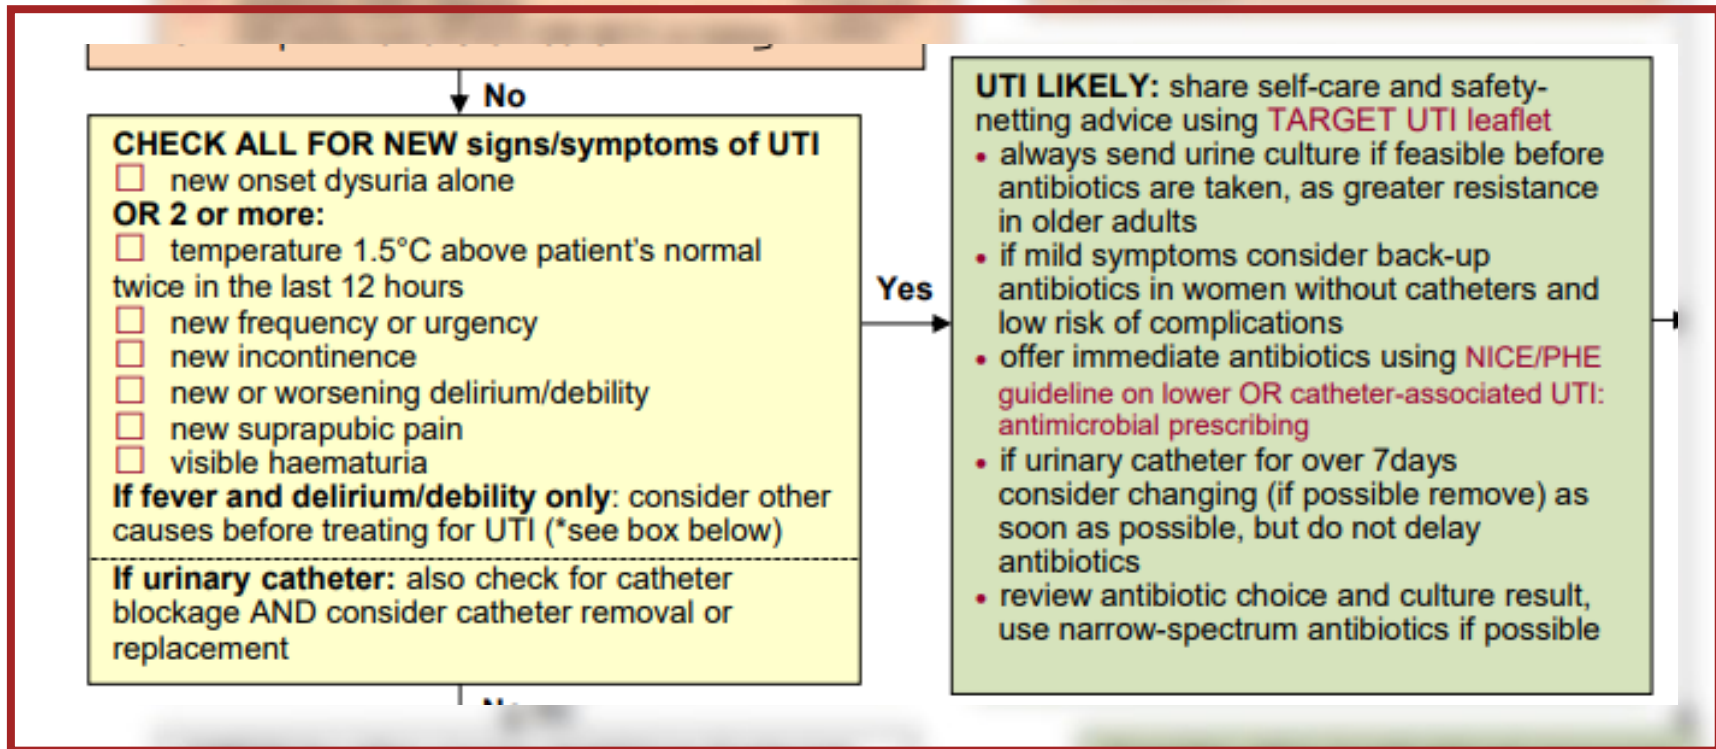 No
CHECK ALL FOR NEW signs/symptoms of UTI
☐ new onset dysuria alone
OR 2 or more:
☐ temperature 1.5°C above patient's normal
twice in the last 12 hours
☐ new frequency or urgency
☐ new incontinence
☐ new or worsening delirium/debility
☐ new suprapubic pain
☐ visible haematuria
If fever and delirium/debility only: consider other
causes before treating for UTI (*see box below)
If urinary catheter: also check for catheter
blockage AND consider catheter removal or
replacement
Yes
UTI LIKELY: share self-care and safety-
netting advice using TARGET UTI leaflet
• always send urine culture if feasible before
antibiotics are taken, as greater resistance
in older adults
• if mild symptoms consider back-up
antibiotics in women without catheters and
low risk of complications
• offer immediate antibiotics using NICE/PHE
guideline on lower OR catheter-associated UTI:
antimicrobial prescribing
• if urinary catheter for over 7days
consider changing (if possible remove) as
soon as possible, but do not delay
antibiotics
• review antibiotic choice and culture result,
use narrow-spectrum antibiotics if possible